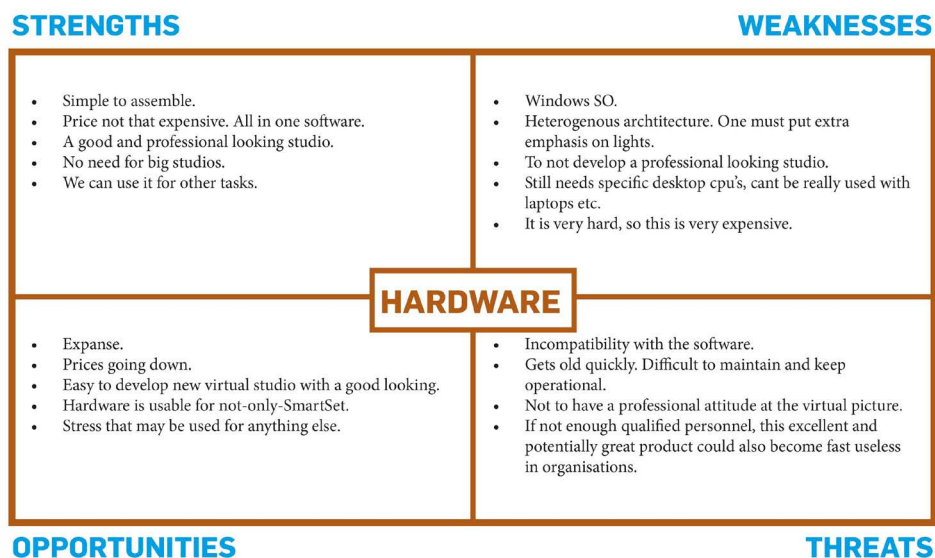 STRENGTHS
WEAKNESSES
• Simple to assemble.
• Price not that expensive. All in one software.
• A good and professional looking studio.
• No need for big studios.
• We can use it for other tasks.
• Windows SO.
• Heterogenous archtitecture. One must put extra
emphasis on lights.
• To not develop a professional looking studio.
• Still needs specific desktop cpu's, cant be really used with
laptops etc.
• It is very hard, so this is very expensive.
HARDWARE
• Expanse.
• Prices going down.
• Easy to develop new virtual studio with a good looking.
• Hardware is usable for not-only-SmartSet.
• Stress that may be used for anything else.
• Incompatibility with the software.
• Gets old quickly. Difficult to maintain and keep
operational.
• Not to have a professional attitude at the virtual picture.
• If not enough qualified personnel, this excellent and
potentially great product could also become fast useless
in organisations.
OPPORTUNITIES
THREATS